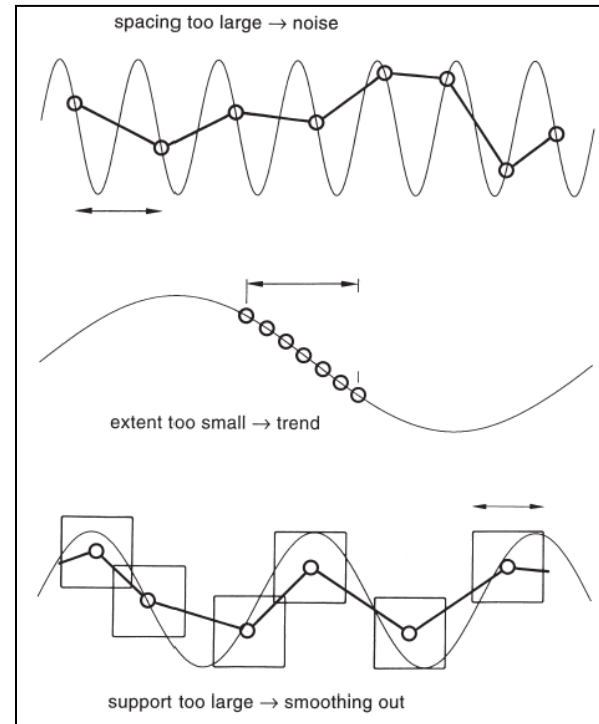 spacing too large → noise
extent too small → trend
support too large → smoothing out